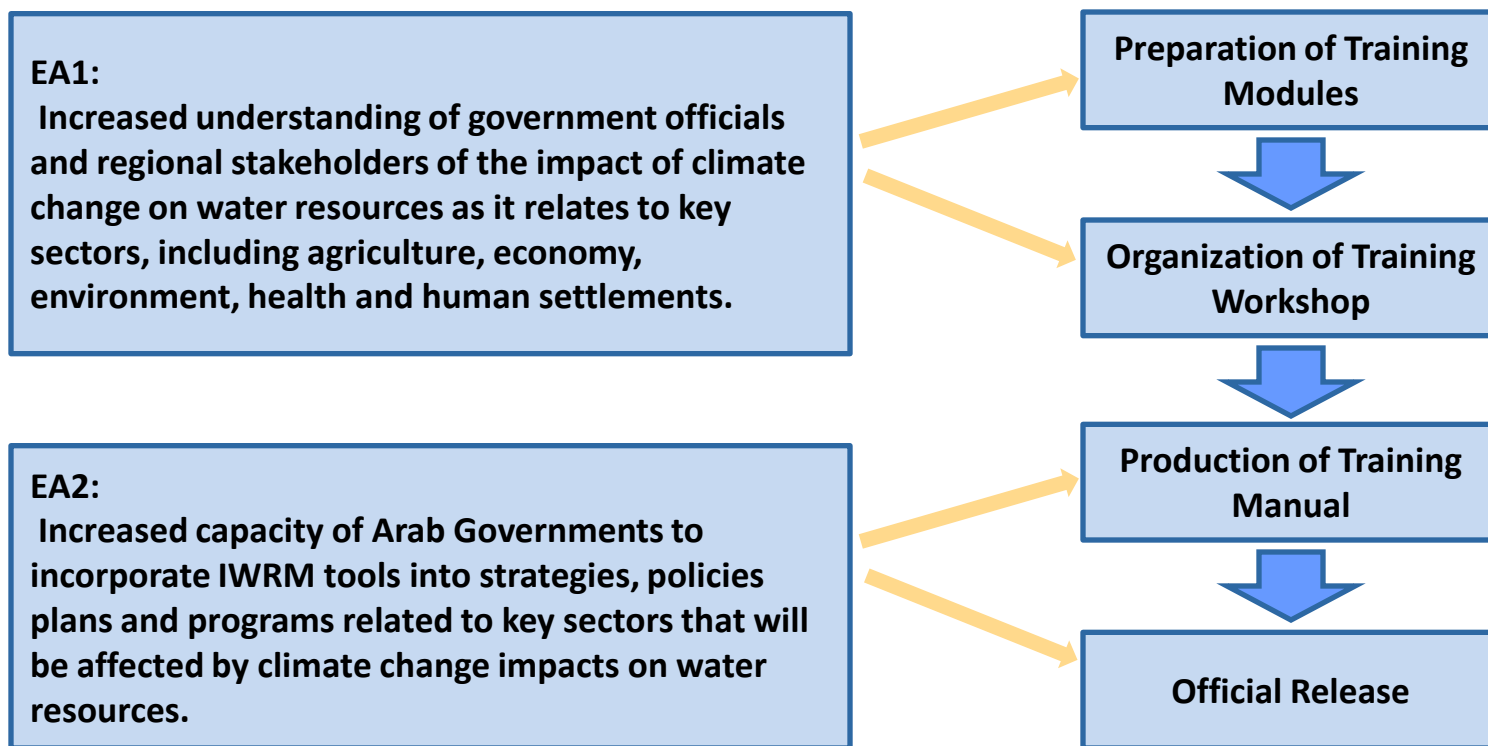 EA1:
Increased understanding of government officials
and regional stakeholders of the impact of climate
change on water resources as it relates to key
sectors, including agriculture, economy,
environment, health and human settlements.
EA2:
Increased capacity of Arab Governments to
incorporate IWRM tools into strategies, policies
plans and programs related to key sectors that will
be affected by climate change impacts on water
resources.
Preparation of Training
Modules
Organization of Training
Workshop
Production of Training
Manual
Official Release